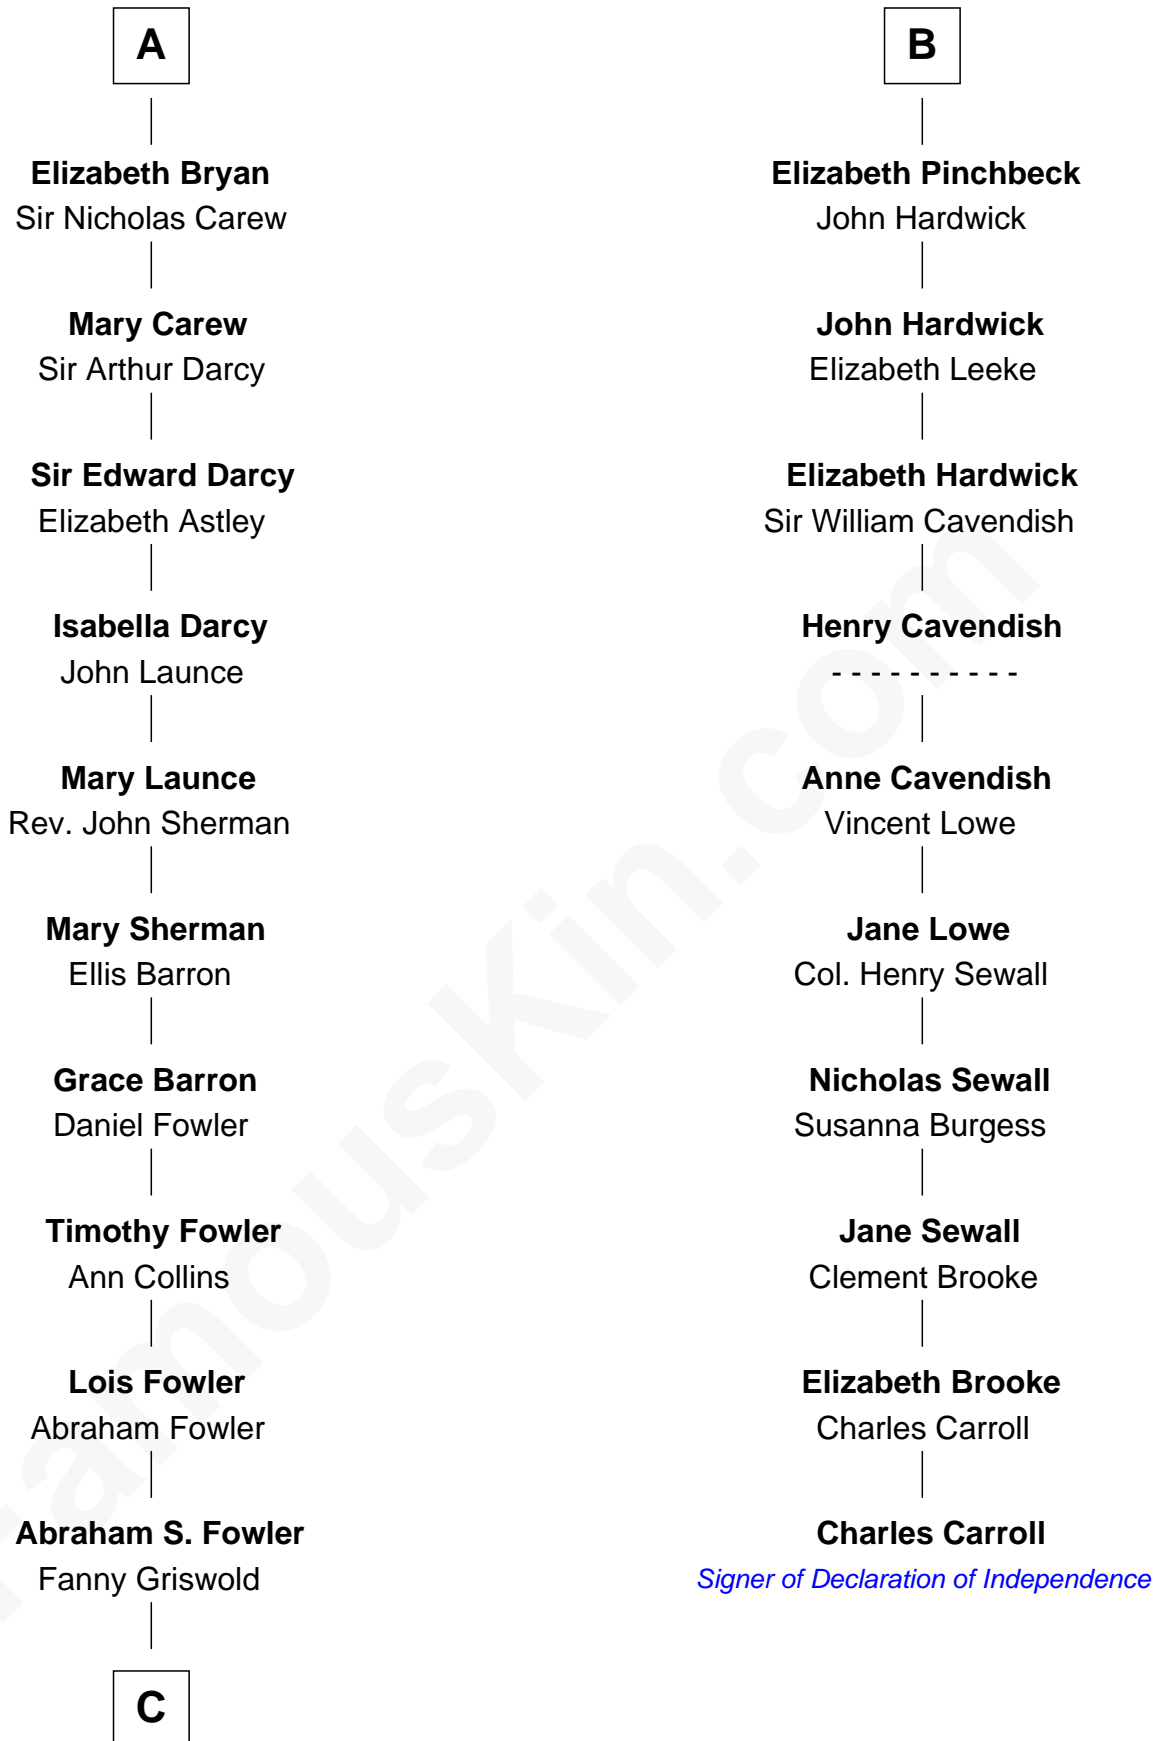 A
Elizabeth Bryan
Sir Nicholas Carew
Mary Carew
Sir Arthur Darcy
Sir Edward Darcy
Elizabeth Astley
Isabella Darcy
John Launce
Mary Launce
Rev. John Sherman
Mary Sherman
Ellis Barron
Grace Barron
Daniel Fowler
Timothy Fowler
Ann Collins
Lois Fowler
Abraham Fowler
Abraham S. Fowler
Fanny Griswold
C
B
Elizabeth Pinchbeck
John Hardwick
John Hardwick
Elizabeth Leeke
Elizabeth Hardwick
Sir William Cavendish
Henry Cavendish
- - - - - - - - - -
Anne Cavendish
Vincent Lowe
Jane Lowe
Col. Henry Sewall
Nicholas Sewall
Susanna Burgess
Jane Sewall
Clement Brooke
Elizabeth Brooke
Charles Carroll
Charles Carroll
Signer of Declaration of Independence
FamousKin.com